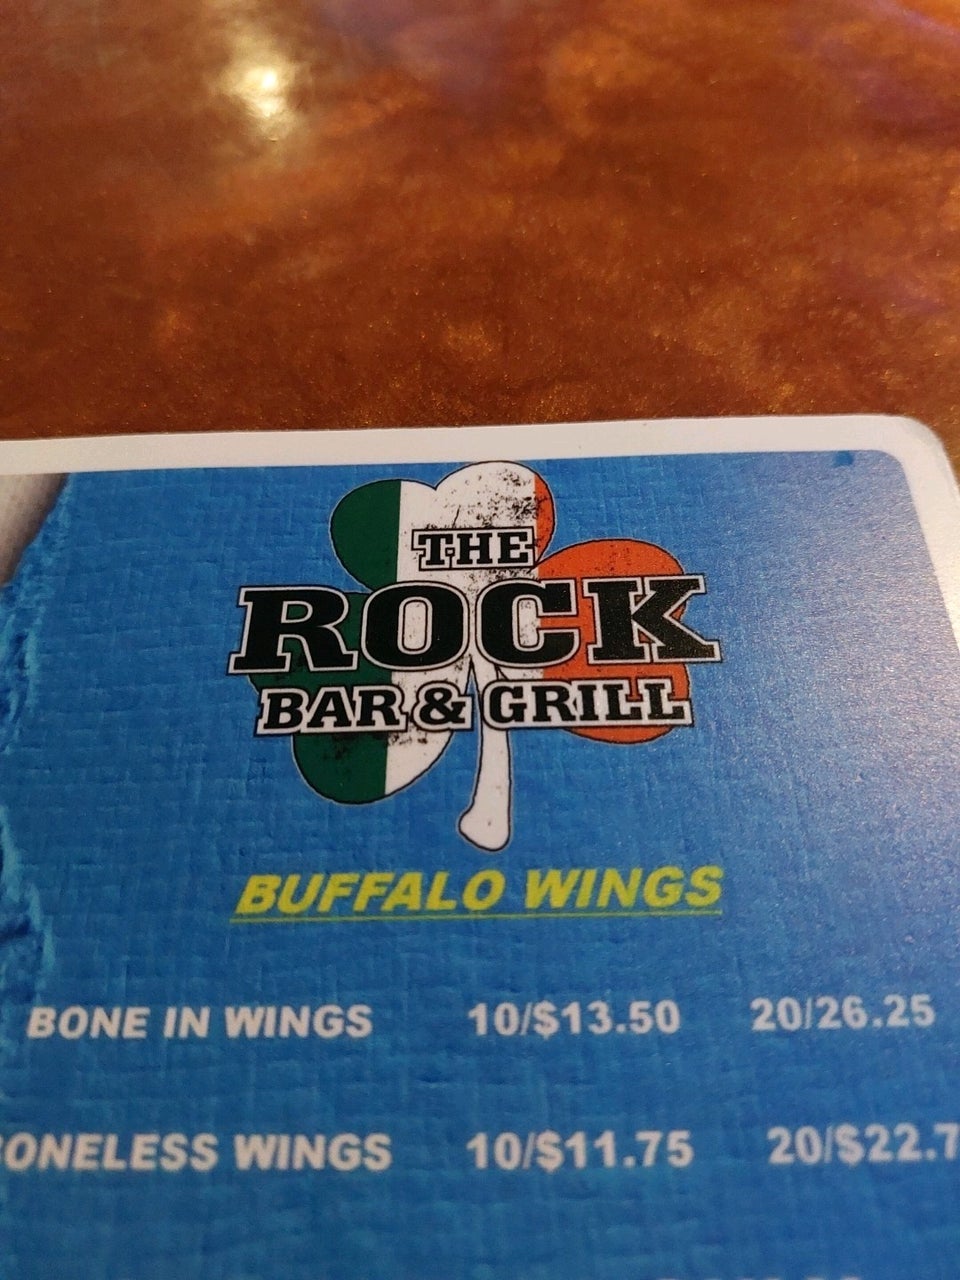 THE
ROCK
BAR & GRILL
BUFFALO WINGS
BONE IN WINGS 10/$13.50 20/26.25
BONELESS WINGS 10/$11.75 20/$22.7